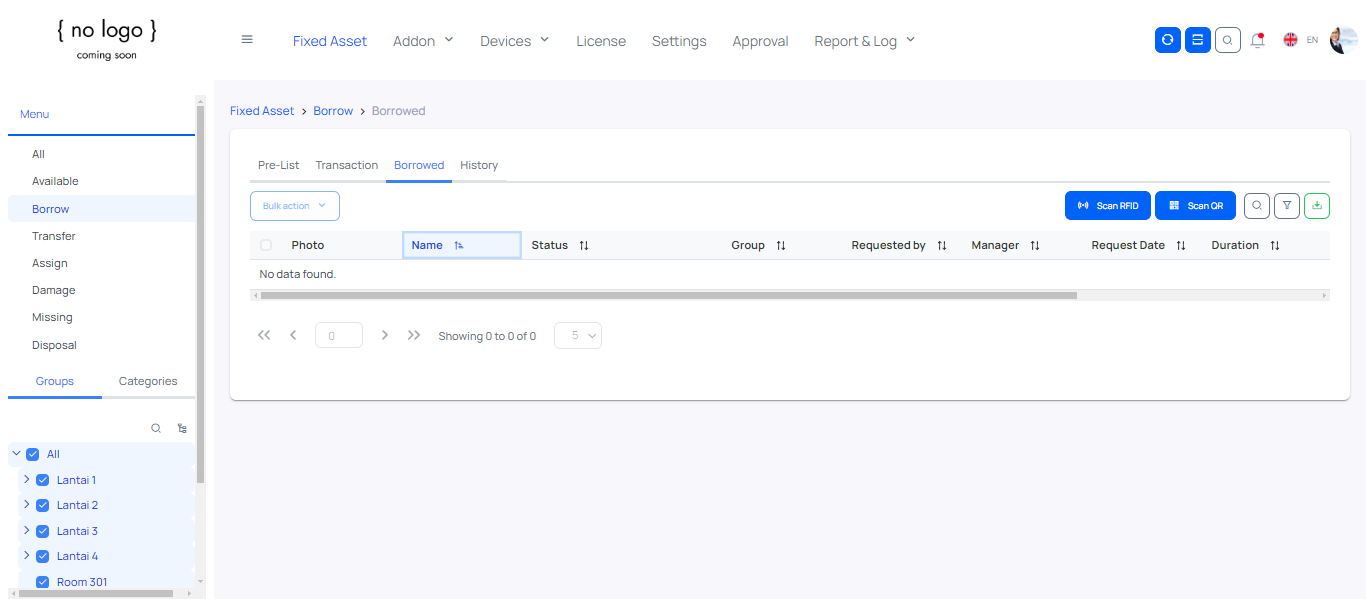 { no logo }
coming soon
Fixed Asset Addon Devices License Settings Approval Report & Log EN
Menu
All
Available
Borrow
Transfer
Assign
Damage
Missing
Disposal
Groups Categories
All
Lantai 1
Lantai 2
Lantai 3
Lantai 4
Room 301
Fixed Asset > Borrow > Borrowed
Pre-List Transaction Borrowed History
Bulk action Scan RFID Scan QR
Photo Name Status Group Requested by Manager Request Date Duration
No data found.
0 Showing 0 to 0 of 0 5